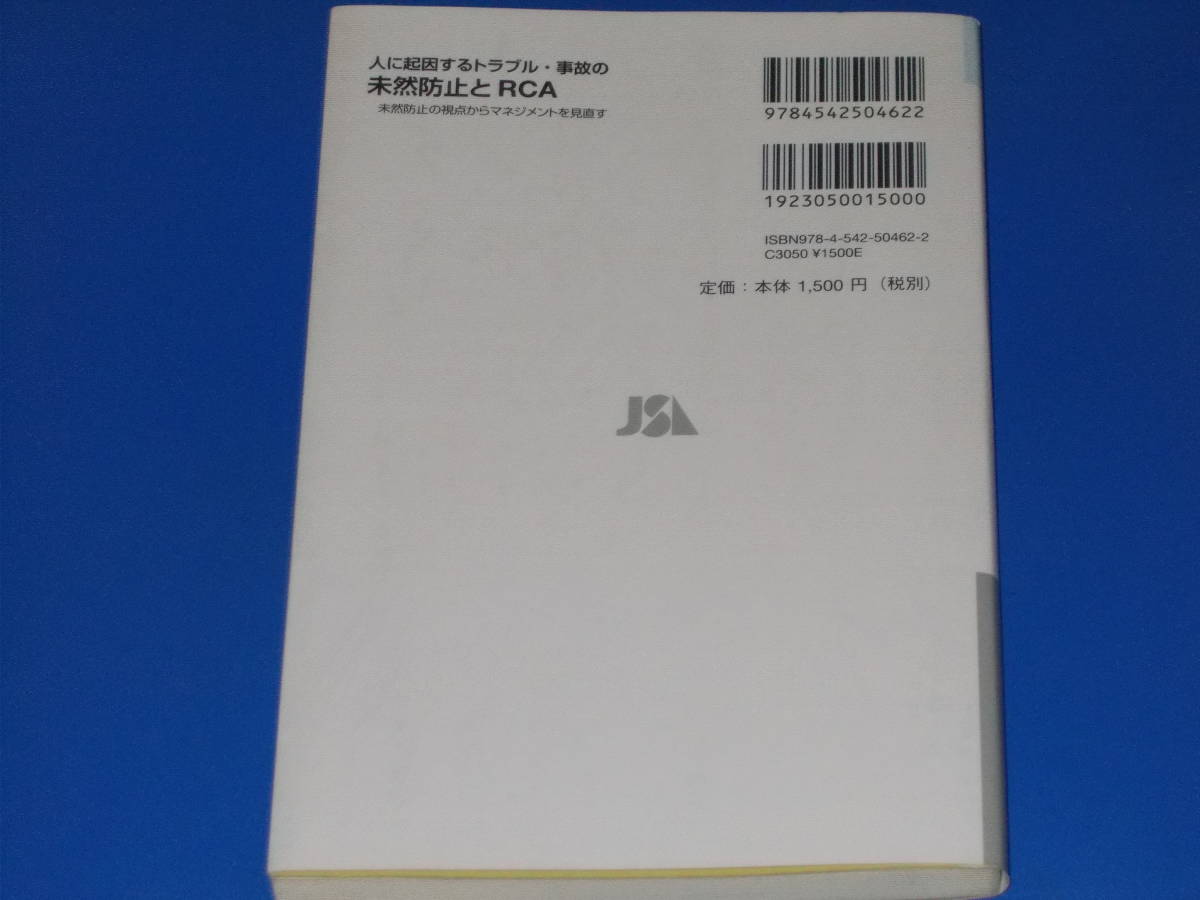 人に起因するトラブル・事故の
未然防止とRCA
未然防止の視点からマネジメントを見直す
9784542504622
1923050015000
ISBN978-4-542-50462-2
C3050 ¥1500E
定価：本体 1,500 円（税別）
JSA